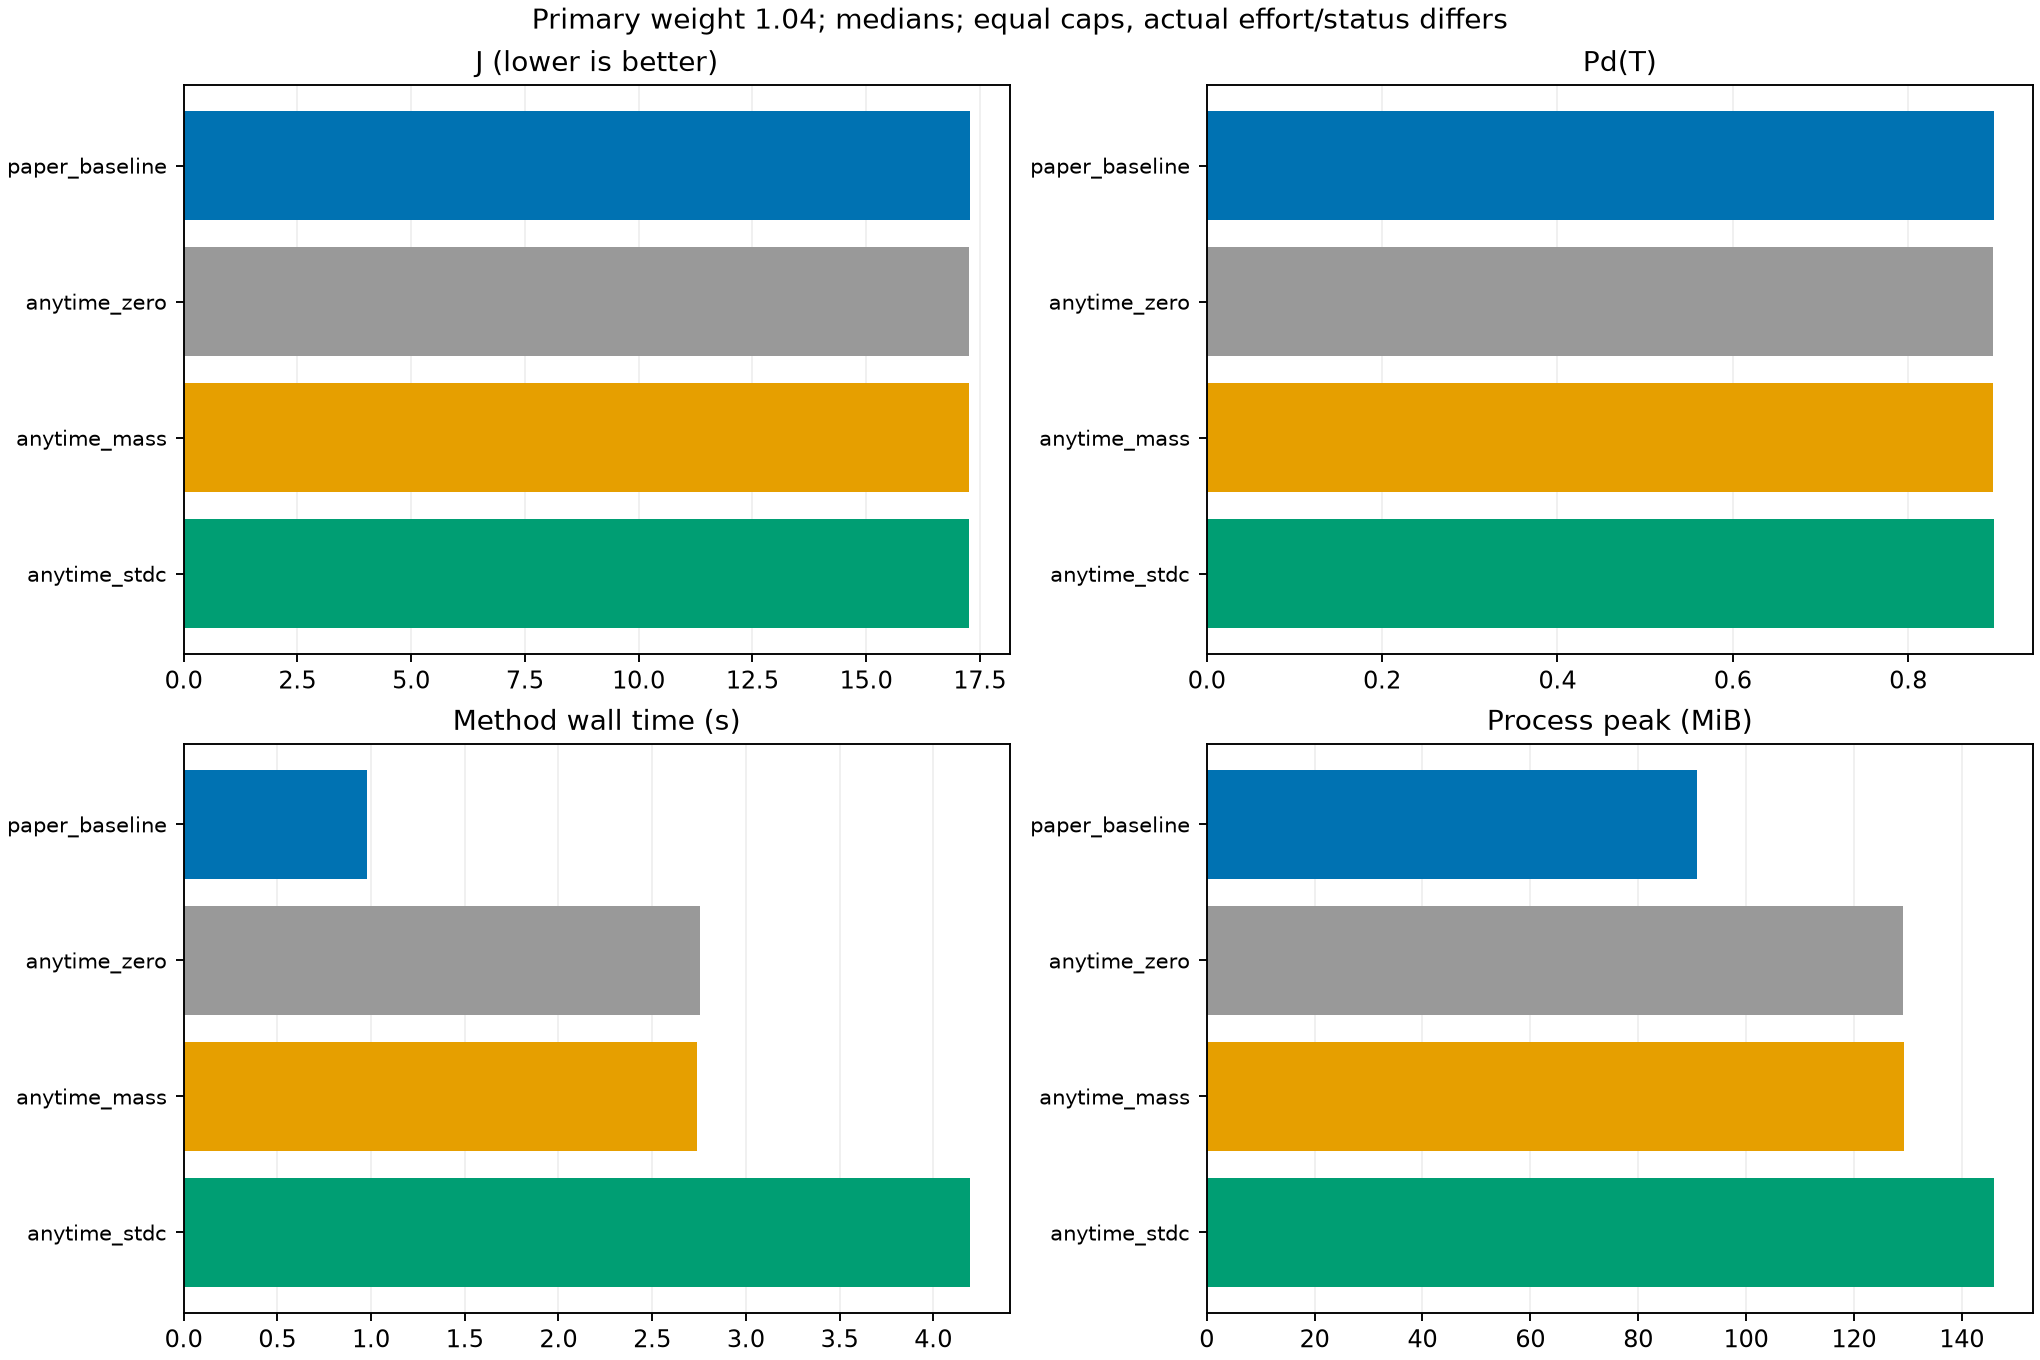 Primary weight 1.04; medians; equal caps, actual effort/status differs
J (lower is better)
paper_baseline
anytime_zero
anytime_mass
anytime_stdc
0.0 2.5 5.0 7.5 10.0 12.5 15.0 17.5
Pd(T)
paper_baseline
anytime_zero
anytime_mass
anytime_stdc
0.0 0.2 0.4 0.6 0.8
Method wall time (s)
paper_baseline
anytime_zero
anytime_mass
anytime_stdc
0.0 0.5 1.0 1.5 2.0 2.5 3.0 3.5 4.0
Process peak (MiB)
paper_baseline
anytime_zero
anytime_mass
anytime_stdc
0 20 40 60 80 100 120 140